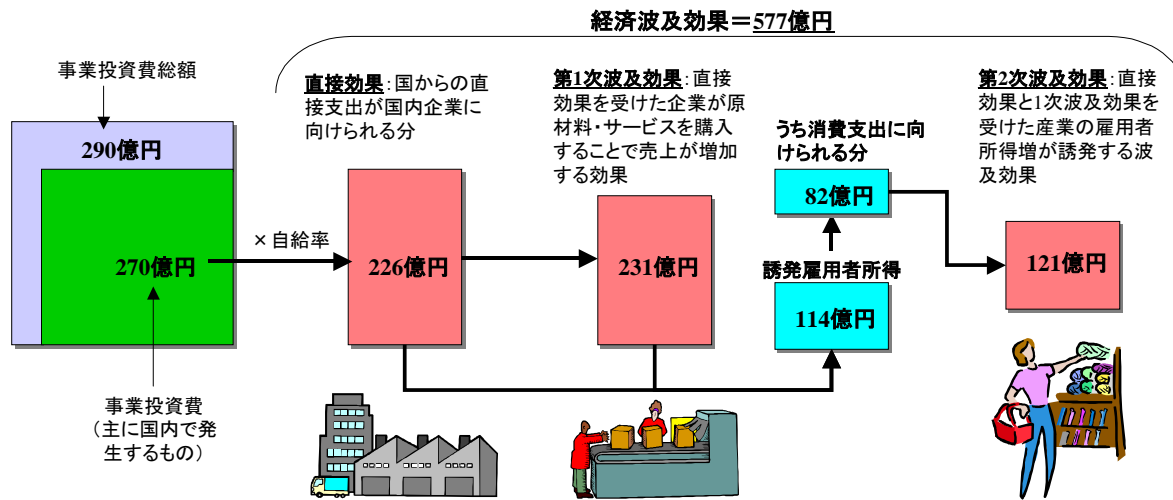 経済波及効果＝577億円
事業投資費総額
290億円
270億円
事業投資費
（主に国内で発
生するもの）
×自給率
直接効果：国からの直
接支出が国内企業に
向けられる分
226億円
第1次波及効果：直接
効果を受けた企業が原
材料・サービスを購入
することで売上が増加
する効果
231億円
うち消費支出に向
けられる分
82億円
誘発雇用者所得
114億円
第2次波及効果：直接
効果と1次波及効果を
受けた産業の雇用者
所得増が誘発する波
及効果
121億円